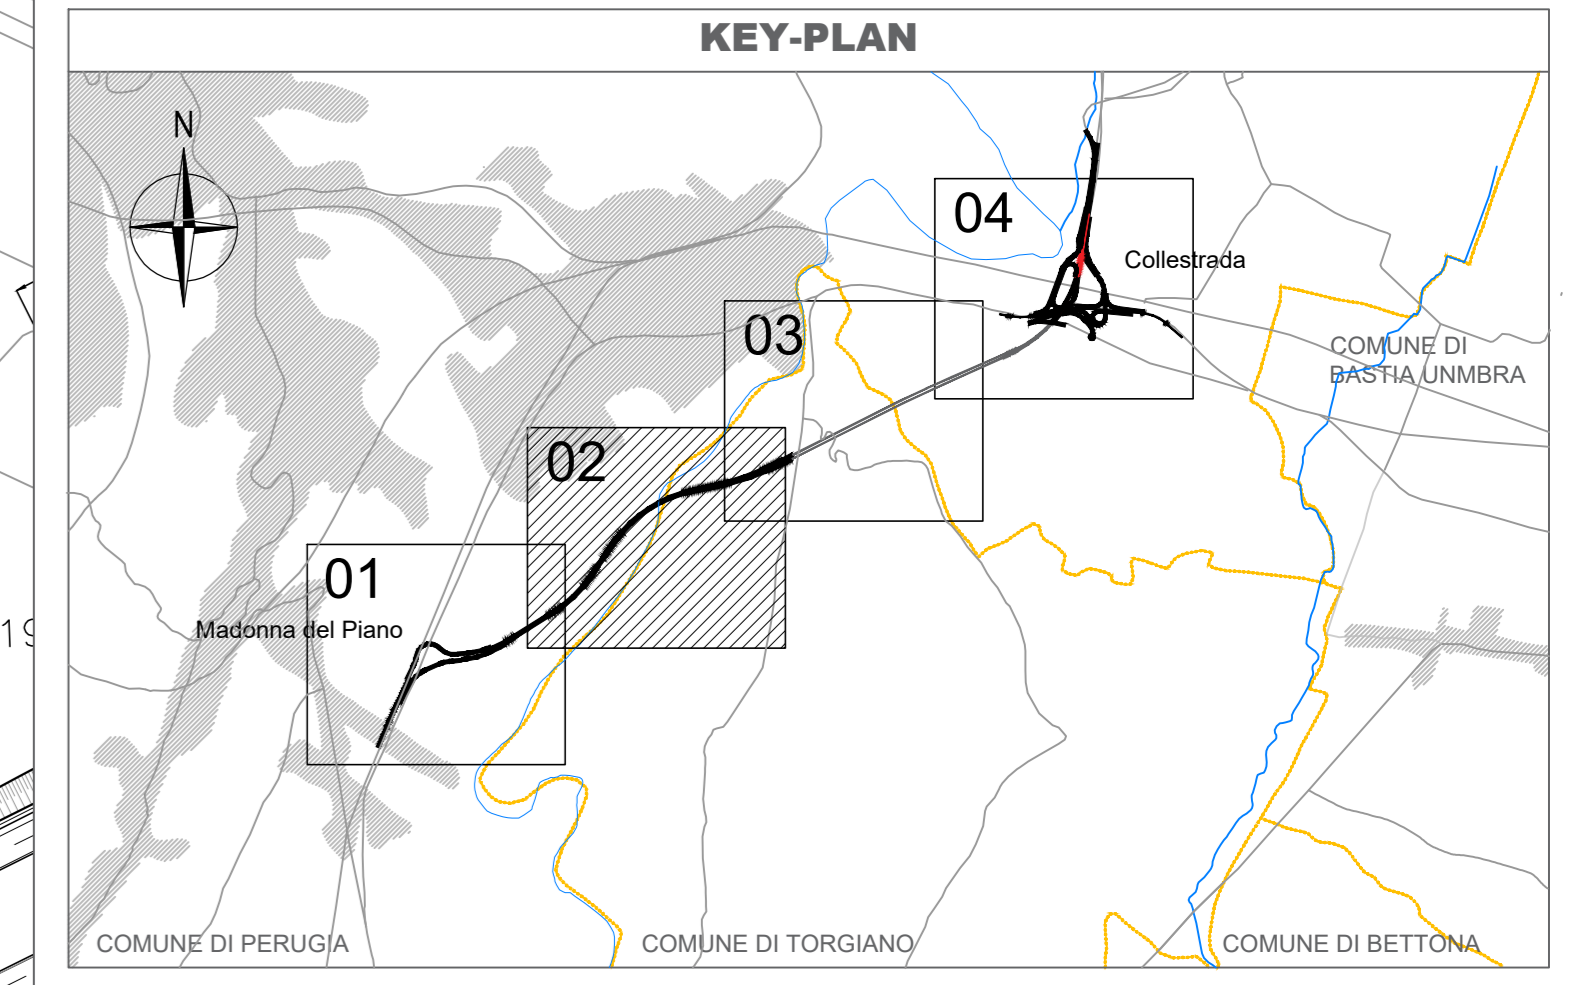 KEY-PLAN
N
04
Collestrada
03
COMUNE DI
BASTIA UNMBRA
02
01
Madonna del Piano
19
COMUNE DI PERUGIA
COMUNE DI TORGIANO
COMUNE DI BETTONA